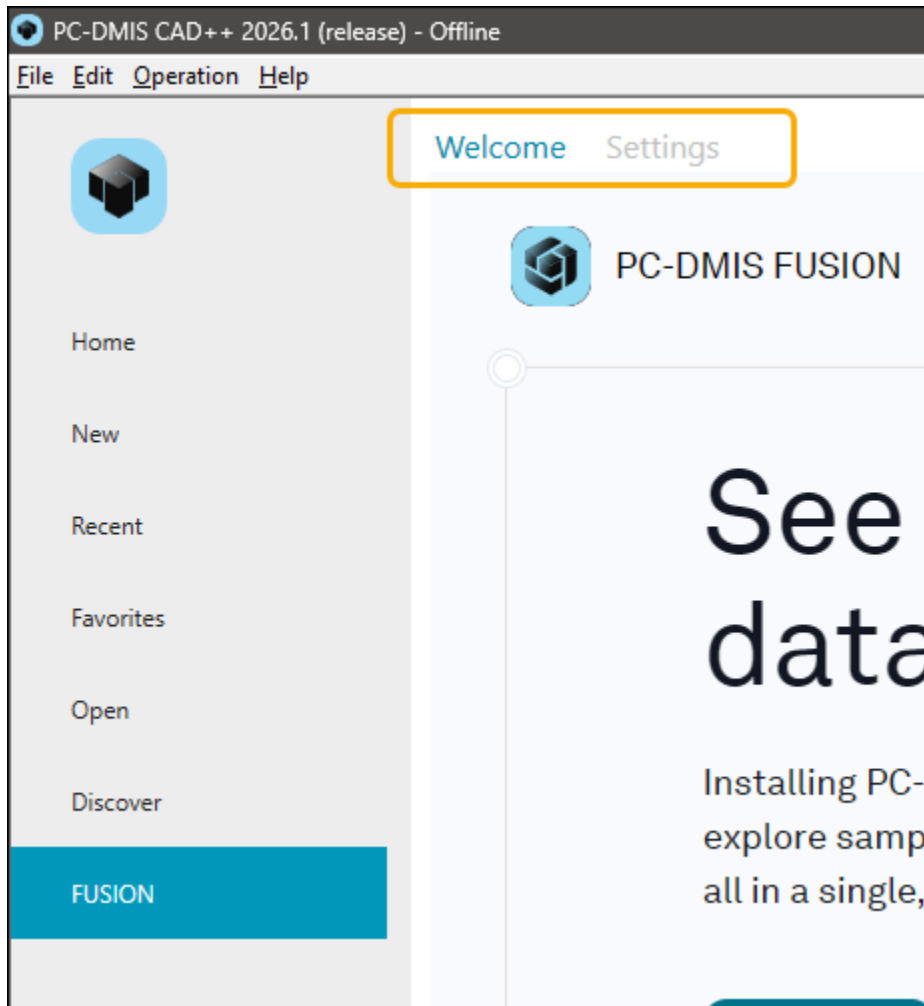 PC-DMIS CAD++ 2026.1 (release) - Offline
File Edit Operation Help
Welcome Settings
PC-DMIS FUSION
Home
New
Recent
Favorites
Open
Discover
FUSION
See
data
Installing PC-
explore samp
all in a single,